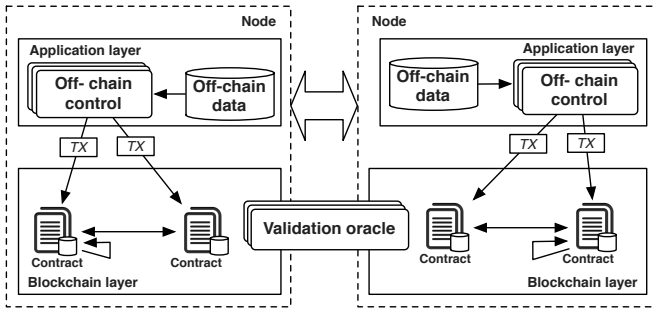 Node
Application layer
Off- chain
control
Off-chain
data
TX
TX
Contract
Contract
Blockchain layer
Validation oracle
Node
Application layer
Off-chain
data
Off- chain
control
TX
TX
Contract
Contract
Blockchain layer